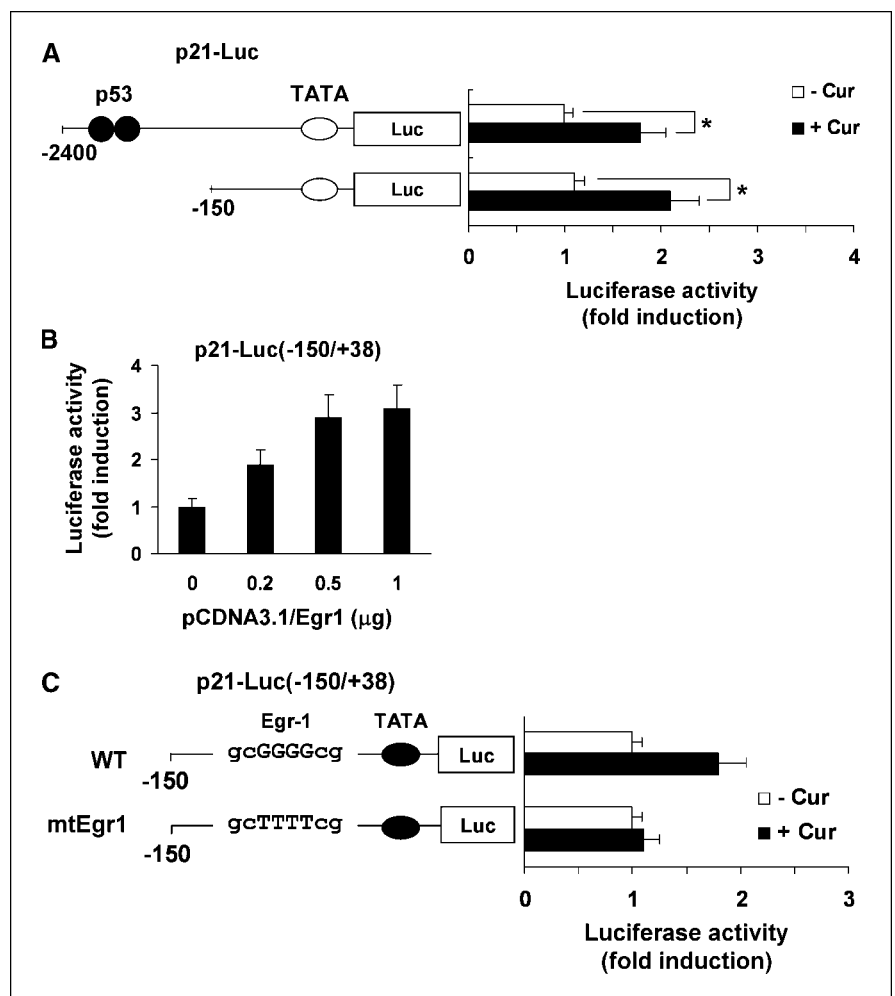 A
p21-Luc
p53
TATA
Luc
-2400
Luc
-150
- Cur
+ Cur
*
*
0 1 2 3 4
Luciferase activity
(fold induction)
B
p21-Luc(-150/+38)
Luciferase activity
(fold induction)
4
3
2
1
0
0 0.2 0.5 1
pCDNA3.1/Egr1 (μg)
C
p21-Luc(-150/+38)
Egr-1
TATA
WT
gcGGGGcg
Luc
-150
mtEgr1
gcTTTTcg
Luc
-150
- Cur
+ Cur
0 1 2 3
Luciferase activity
(fold induction)